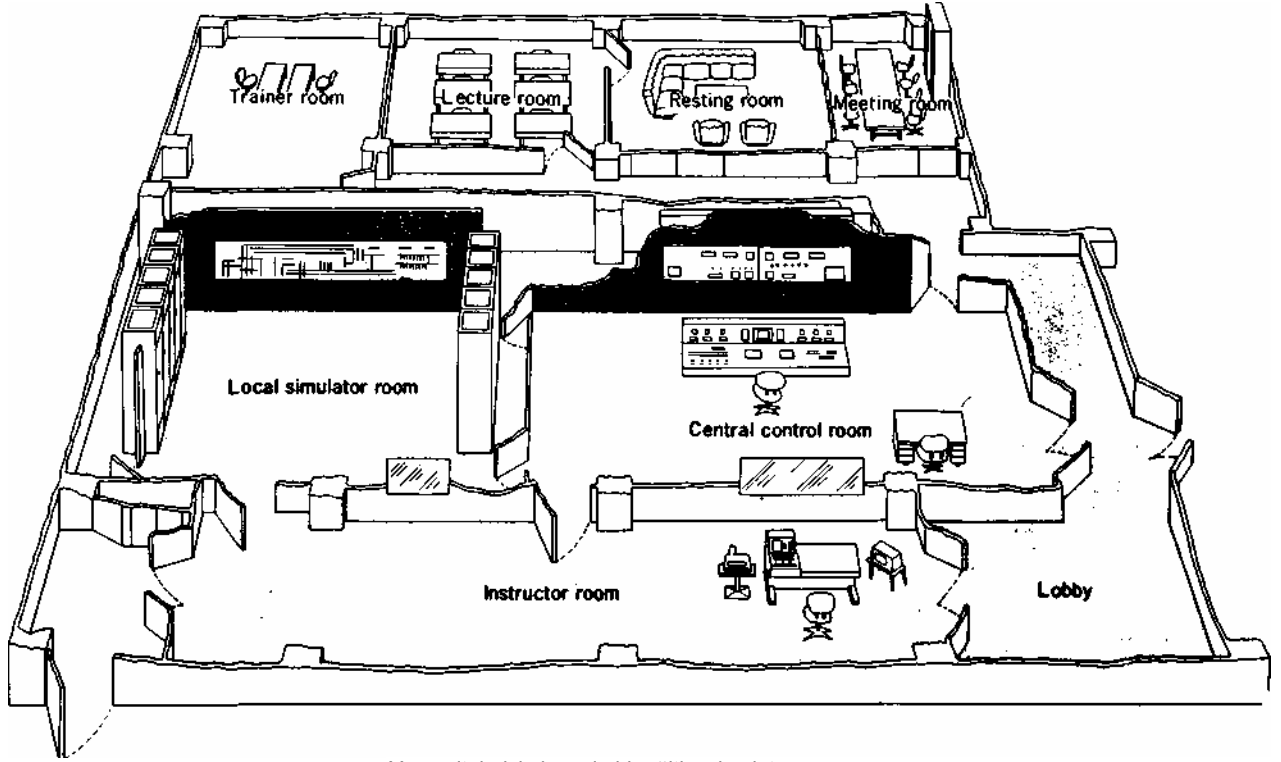 Trainer room
Lecture room
Resting room
Meeting room
Local simulator room
Central control room
Instructor room
Lobby